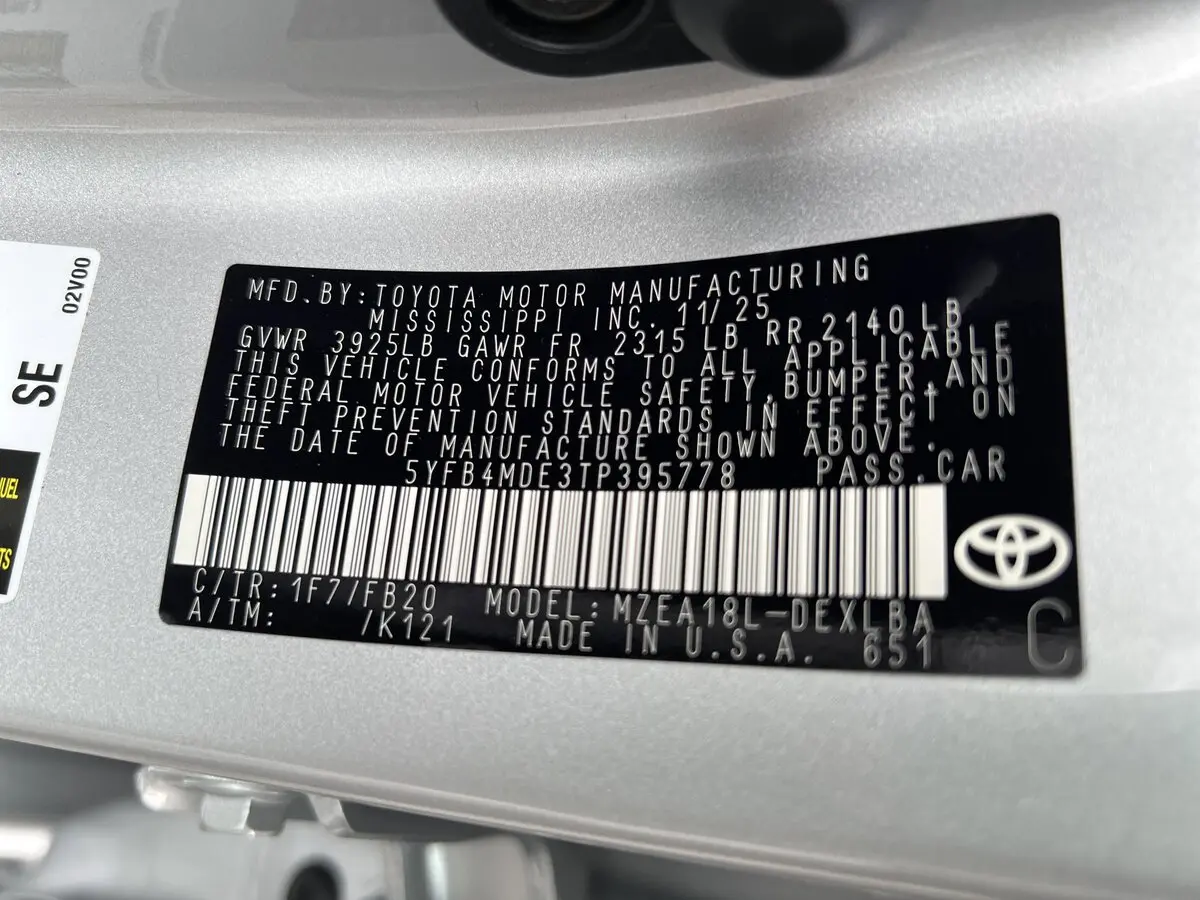 02V00
SE
UEL
TS
MFD. BY: TOYOTA MOTOR MANUFACTURING
MISSISSIPPI INC. 11/25
GVWR 3925LB GAWR FR 2315 LB RR 2140 LB
THIS VEHICLE CONFORMS TO ALL APPLICABLE
FEDERAL MOTOR VEHICLE SAFETY, BUMPER, AND
THEFT PREVENTION STANDARDS IN EFFECT ON
THE DATE OF MANUFACTURE SHOWN ABOVE.
5YFB4MDE3TP395778 PASS. CAR
C/TR: 1F7/FB20 MODEL: MZEA18L-DEXLBA
A/TM: /K121 MADE IN U.S.A. 651 C